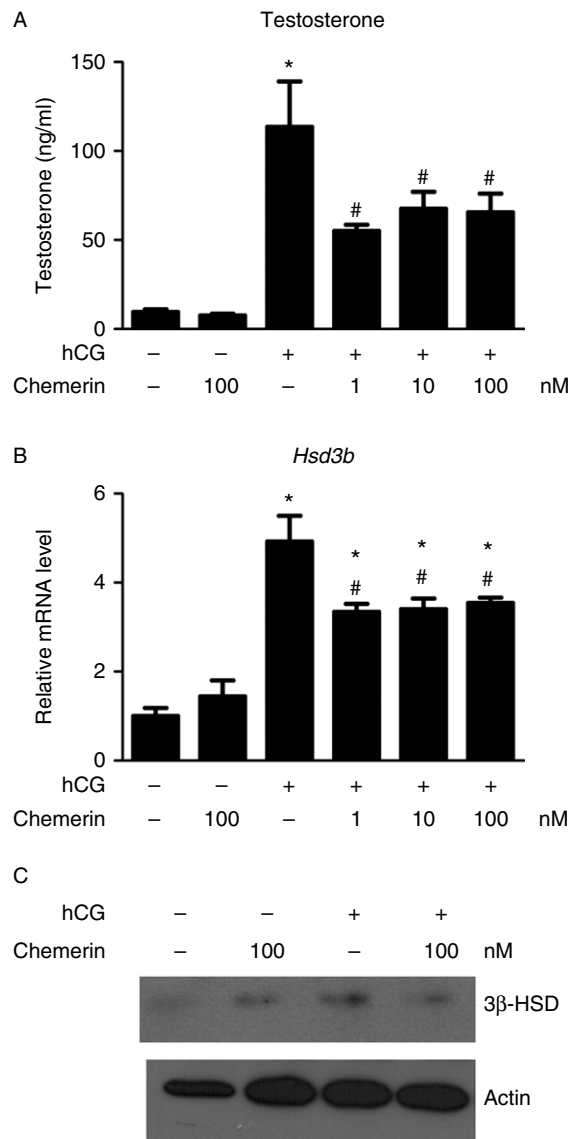 A
Testosterone
Testosterone (ng/ml)
150
100
50
0
*
#
#
#
hCG – – + + + +
Chemerin – 100 – 1 10 100 nM
B
Hsd3b
Relative mRNA level
6
4
2
0
*
* * *
# # #
hCG – – + + + +
Chemerin – 100 – 1 10 100 nM
C
hCG – – + +
Chemerin – 100 – 100 nM
3β-HSD
Actin